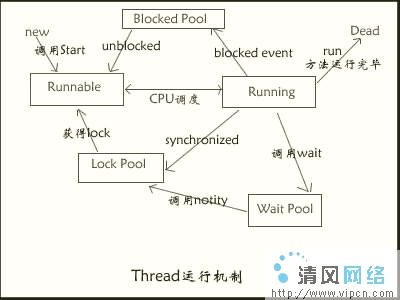 Blocked Pool
new
Dead
调用Start
unblocked
blocked event
run
方法运行完毕
Runnable
CPU调度
Running
获得lock
synchronized
调用wait
Lock Pool
调用notity
Wait Pool
Thread运行机制
清风网络
http://www.vipcn.com